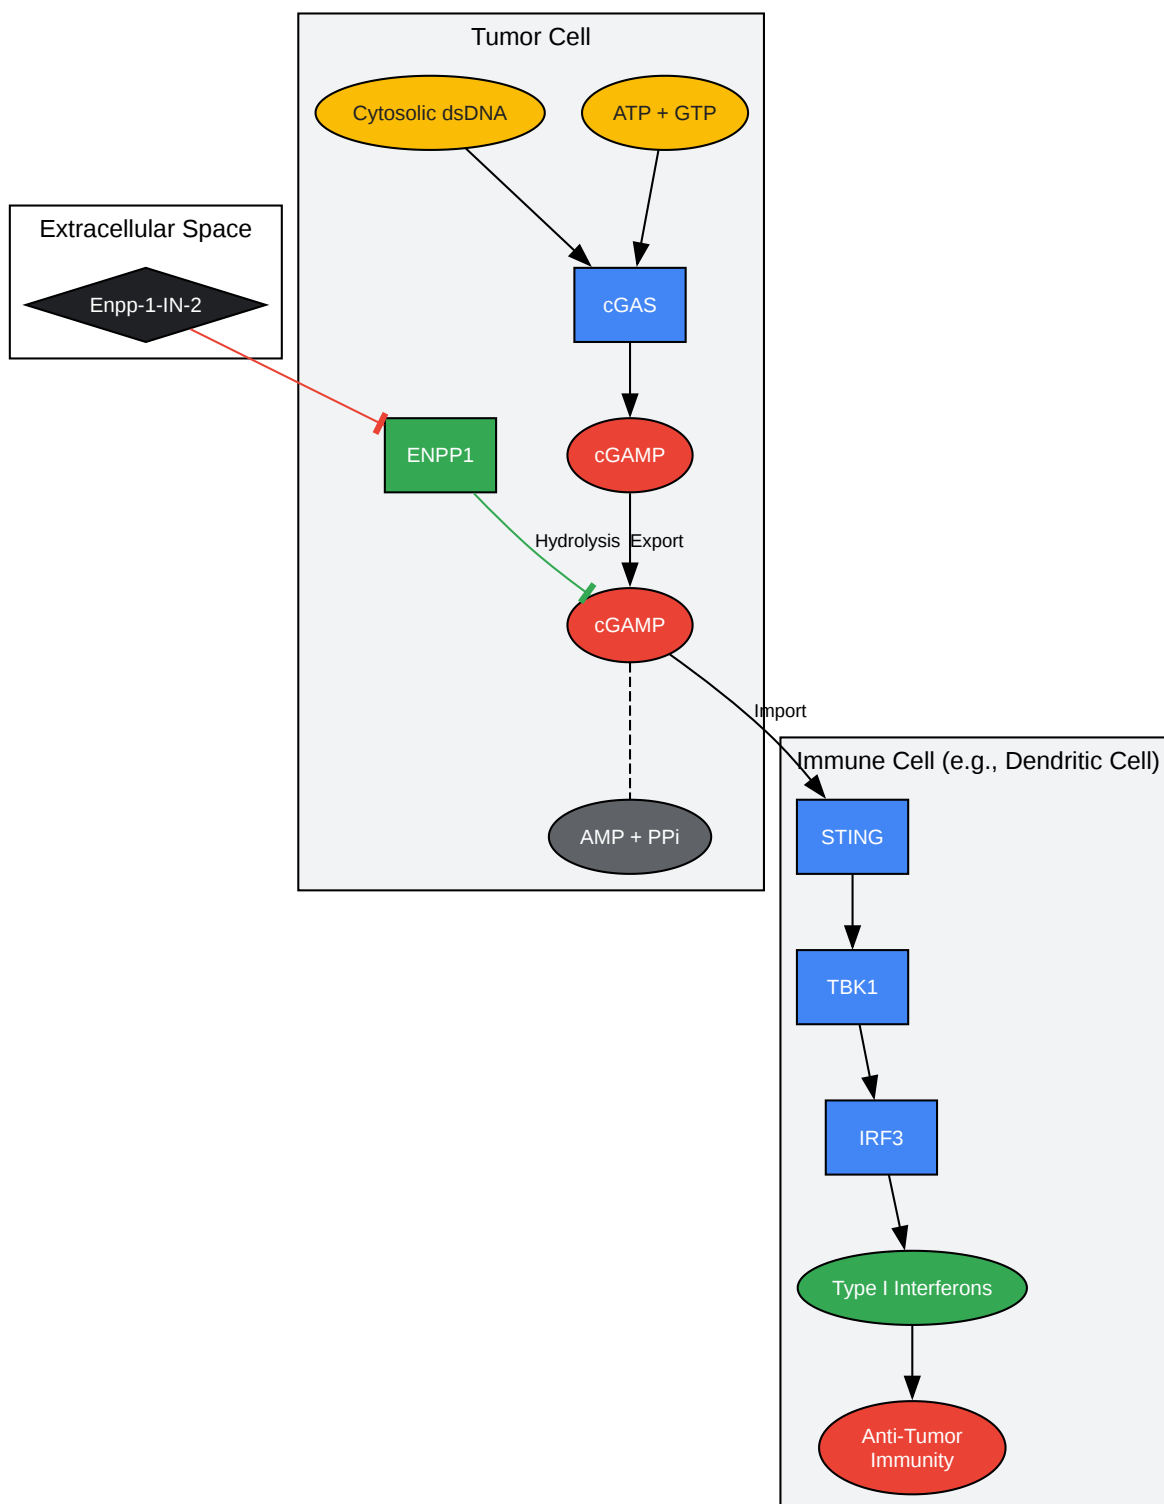 Tumor Cell
Cytosolic dsDNA
ATP + GTP
Extracellular Space
Enpp-1-IN-2
cGAS
ENPP1
cGAMP
Hydrolysis
Export
cGAMP
Import
Immune Cell (e.g., Dendritic Cell)
AMP + PPi
STING
TBK1
IRF3
Type I Interferons
Anti-Tumor
Immunity